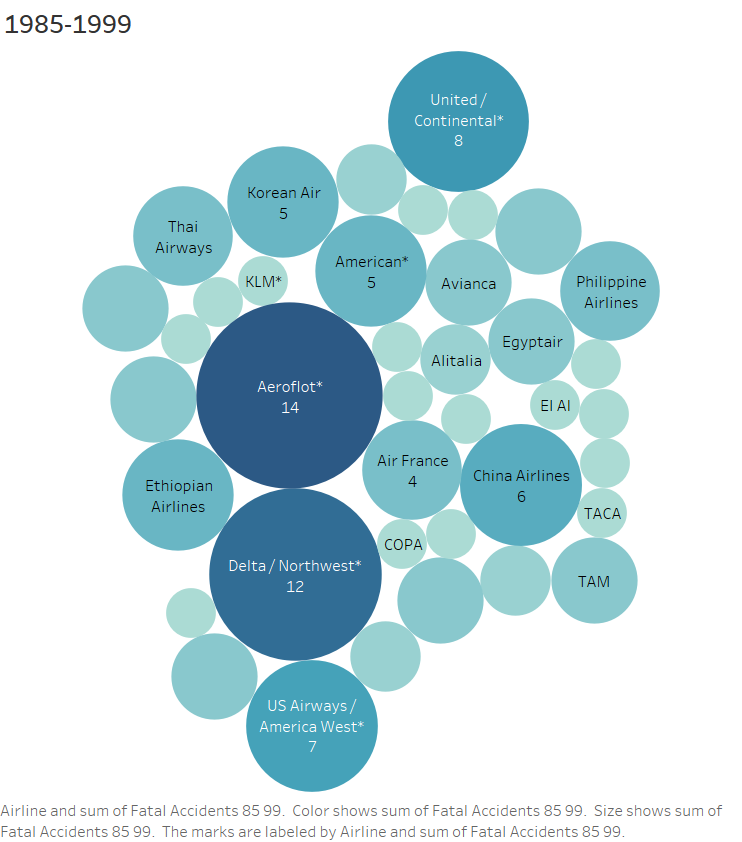 1985-1999
United /
Continental*
8
Korean Air
5
Thai
Airways
American*
5
KLM*
Avianca
Philippine
Airlines
Egyptair
Alitalia
Aeroflot*
14
El Al
Air France
4
China Airlines
6
Ethiopian
Airlines
TACA
COPA
Delta / Northwest*
12
TAM
US Airways /
America West*
7
Airline and sum of Fatal Accidents 85 99.  Color shows sum of Fatal Accidents 85 99.  Size shows sum of
Fatal Accidents 85 99.  The marks are labeled by Airline and sum of Fatal Accidents 85 99.